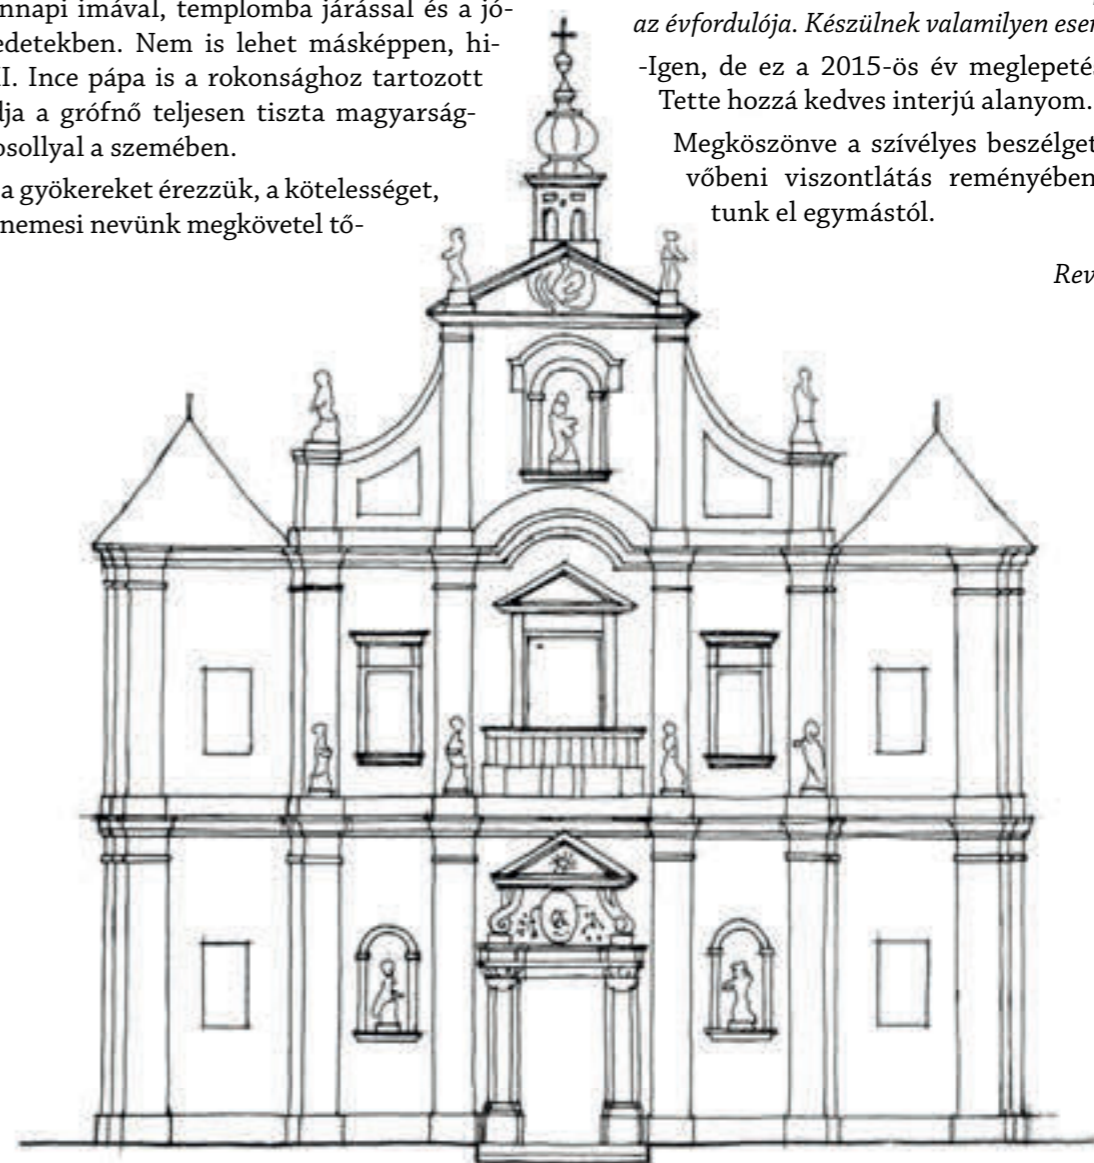 nnapi imával, templomba járással és a jó-
edetekben. Nem is lehet másképpen, hi-
I. Ince pápa is a rokonsághoz tartozott
lja a grófnő teljesen tiszta magyarság-
osollyal a szemében.
a gyökereket érezzük, a kötelességet,
nemesi nevünk megkövetel tő-
az évfordulója. Készülnek valamilyen esem
-Igen, de ez a 2015-ös év meglepetés
Tette hozzá kedves interjú alanyom.
Megköszönve a szívélyes beszélget
vőbeni viszontlátás reményében
tunk el egymástól.
Rev